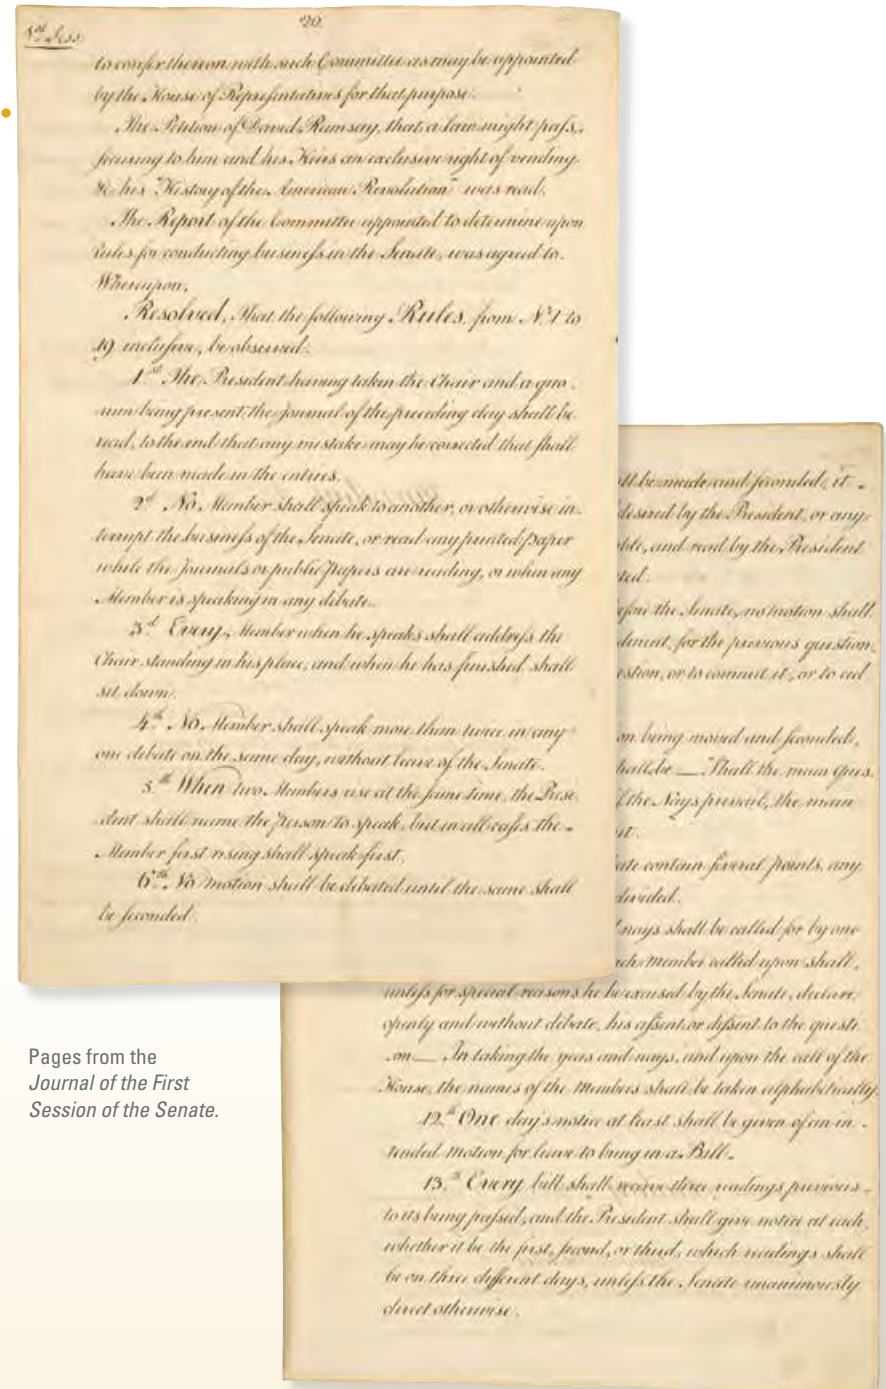 1st Sess.
20.
to confer thereon with such Committee as may be appointed
by the House of Representatives for that purpose.
The Petition of David Ramsay, that a law might pass,
securing to him and his Heirs an exclusive right of vending
&c his "History of the American Revolution" was read.
The Report of the Committee appointed to determine upon
rules for conducting business in the Senate, was agreed to.
Whereupon,
Resolved, That the following Rules, from No. 1 to
19 inclusive, be observed.
1st The President having taken the Chair and a quo-
rum being present, the Journal of the preceding day shall be
read, to the end that any mistake may be corrected that shall
have been made in the entries.
2d No Member shall speak to another, or otherwise in-
terrupt the business of the Senate, or read any printed Paper
while the Journals or public Papers are reading, or when any
Member is speaking in any debate.
3d Every Member when he speaks shall address the
Chair standing in his place, and when he has finished shall
sit down.
4th No Member shall speak more than twice in any
one debate on the same day, without leave of the Senate.
5th When two Members rise at the same time, the Presi-
dent shall name the Person to speak, but in all cases the
Member first rising shall speak first.
6th No motion shall be debated until the same shall
be seconded.
ll be made and seconded, it
desired by the President, or any
ble, and read by the President
ted.
efore the Senate, no motion shall
dment, for the previous question,
estion, or to commit it, or to
on being moved and seconded,
hall be — "Shall the main Ques-
f the Nays prevail, the main
ot.
ate contain several points, any
divided.
nays shall be called for by one
ach Member called upon shall,
unless for special reasons he be excused by the Senate, declare
openly and without debate, his assent or dissent to the questi
on — In taking the yeas and nays, and upon the call of the
House, the names of the Members shall be taken alphabetically.
12th One day's notice at least shall be given of an in-
tended motion for leave to bring in a Bill.
13th Every bill shall receive three readings previous
to its being passed, and the President shall give notice at each,
whether it be the first, second, or third, which readings shall
be on three different days, unless the Senate unanimously
direct otherwise.
Pages from the
Journal of the First
Session of the Senate.